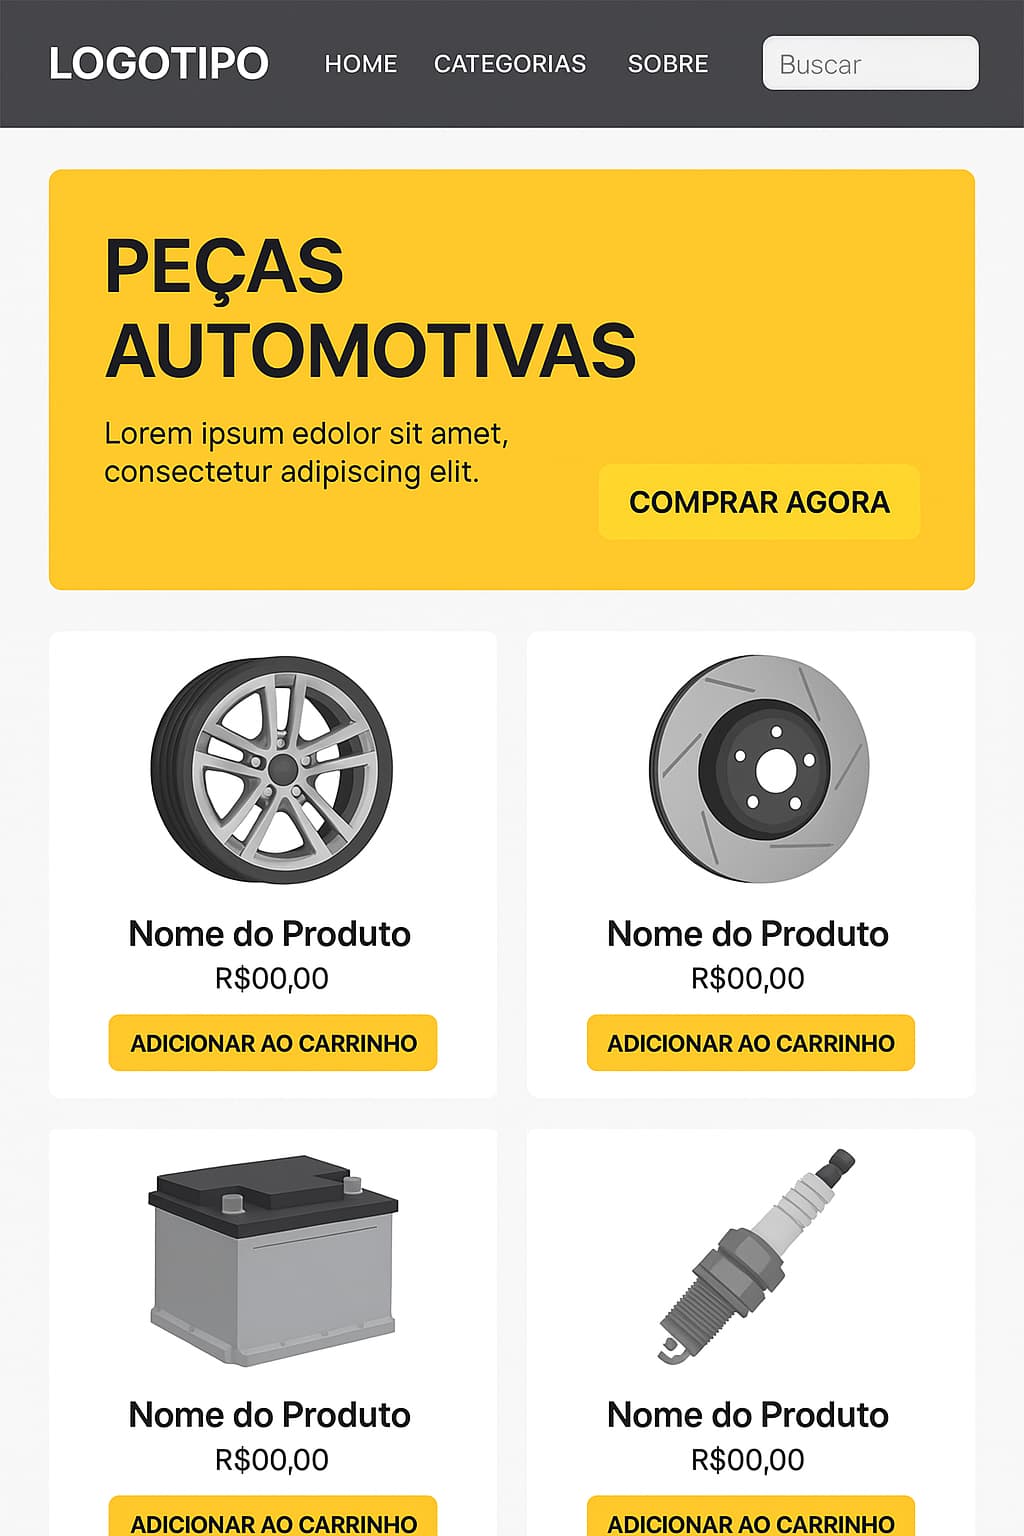 LOGOTIPO HOME CATEGORIAS SOBRE Buscar
PEÇAS
AUTOMOTIVAS
Lorem ipsum edolor sit amet,
consectetur adipiscing elit.
COMPRAR AGORA
Nome do Produto
R$00,00
ADICIONAR AO CARRINHO
Nome do Produto
R$00,00
ADICIONAR AO CARRINHO
Nome do Produto
R$00,00
ADICIONAR AO CARRINHO
Nome do Produto
R$00,00
ADICIONAR AO CARRINHO